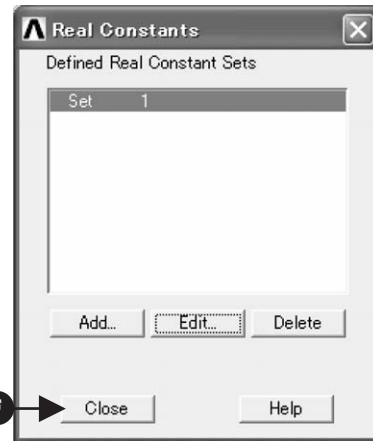 Real Constants
Defined Real Constant Sets
Set 1
Add... Edit... Delete
Close Help